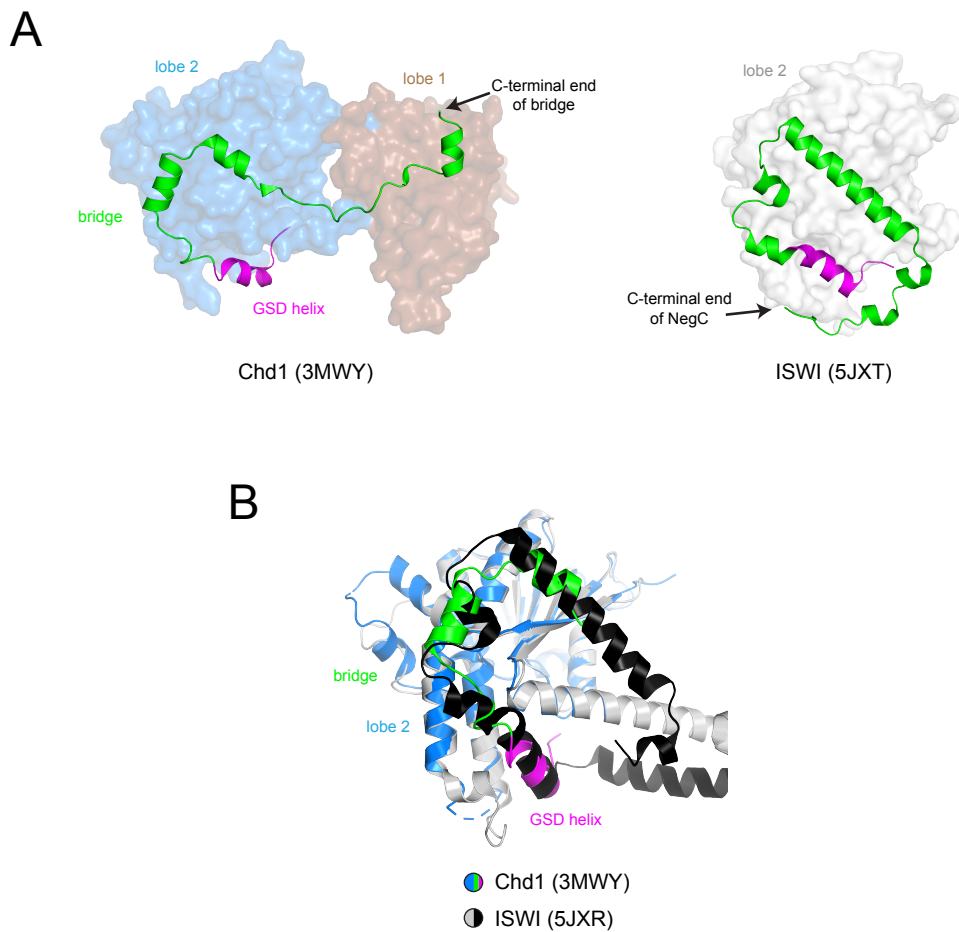 A
lobe 2
lobe 1
C-terminal end
of bridge
bridge
GSD helix
Chd1 (3MWY)
lobe 2
C-terminal end
of NegC
ISWI (5JXT)
B
bridge
lobe 2
GSD helix
Chd1 (3MWY)
ISWI (5JXR)